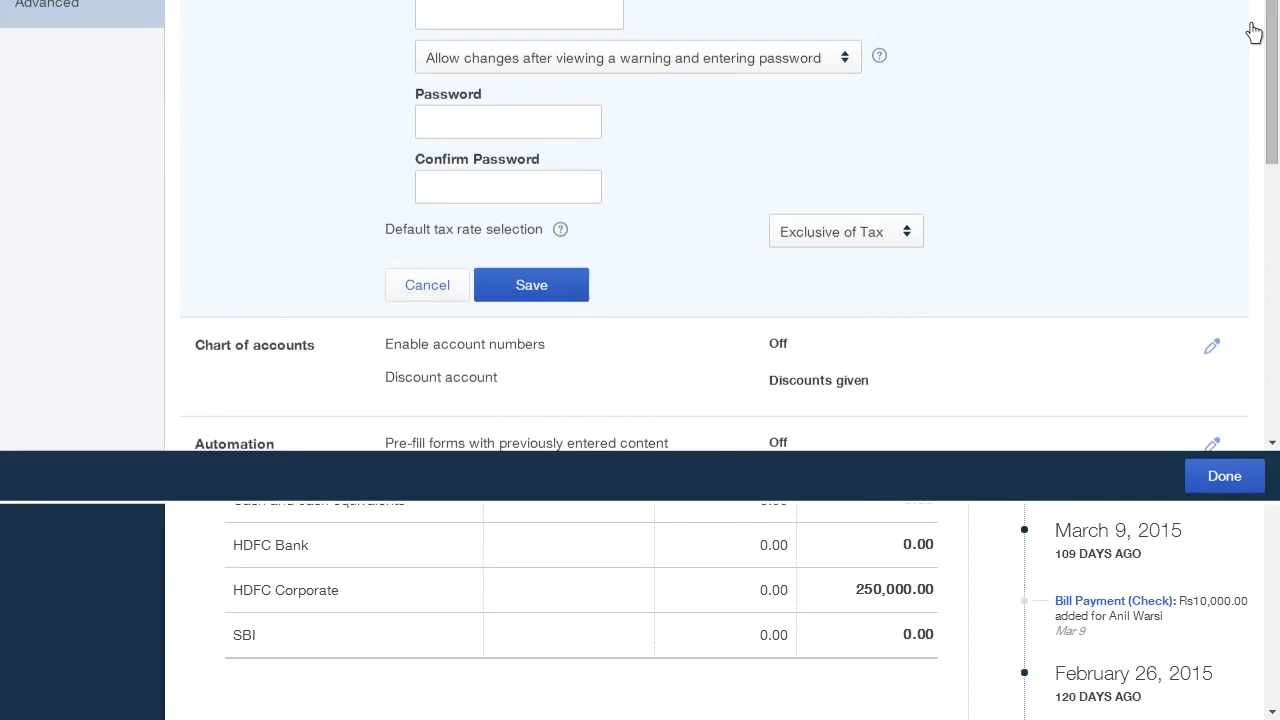 Advanced
Allow changes after viewing a warning and entering password
Password
Confirm Password
Default tax rate selection ?
Exclusive of Tax
Cancel
Save
Chart of accounts
Enable account numbers
Off
Discount account
Discounts given
Automation
Pre-fill forms with previously entered content
Off
Done
HDFC Bank
0.00
0.00
HDFC Corporate
0.00
250,000.00
SBI
0.00
0.00
March 9, 2015
109 DAYS AGO
Bill Payment (Check): Rs10,000.00
added for Anil Warsi
Mar 9
February 26, 2015
120 DAYS AGO